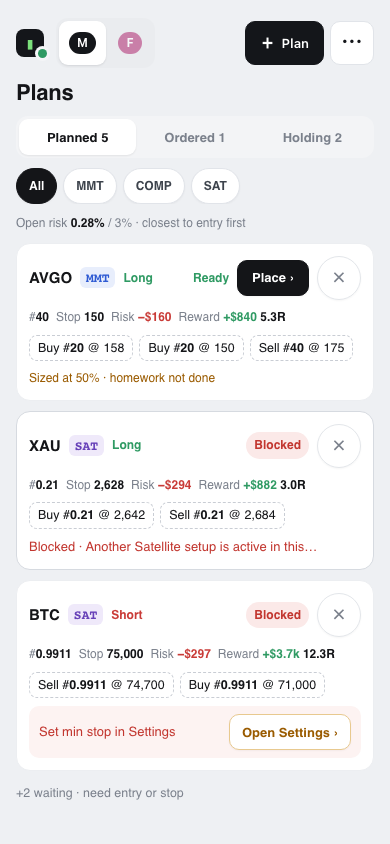 M F + Plan ···
Plans
Planned 5 Ordered 1 Holding 2
All MMT COMP SAT
Open risk 0.28% / 3% · closest to entry first
AVGO MMT Long Ready Place › ✕
#40 Stop 150 Risk −$160 Reward +$840 5.3R
Buy #20 @ 158 Buy #20 @ 150 Sell #40 @ 175
Sized at 50% · homework not done
XAU SAT Long Blocked ✕
#0.21 Stop 2,628 Risk −$294 Reward +$882 3.0R
Buy #0.21 @ 2,642 Sell #0.21 @ 2,684
Blocked · Another Satellite setup is active in this…
BTC SAT Short Blocked ✕
#0.9911 Stop 75,000 Risk −$297 Reward +$3.7k 12.3R
Sell #0.9911 @ 74,700 Buy #0.9911 @ 71,000
Set min stop in Settings Open Settings ›
+2 waiting · need entry or stop